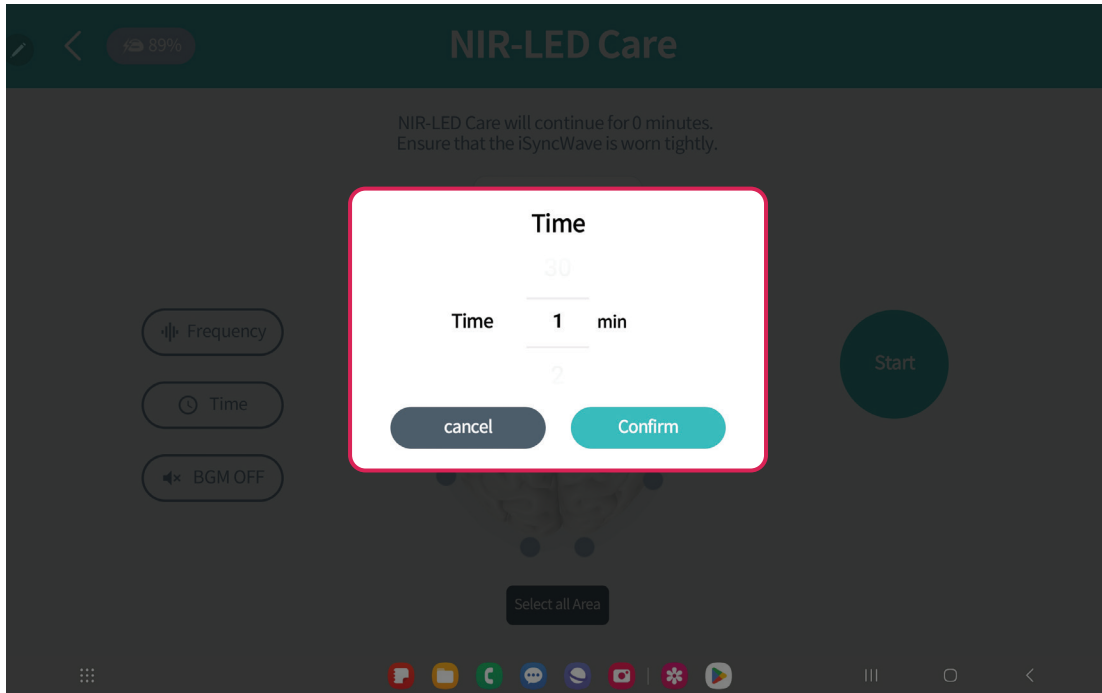 89%
NIR-LED Care
NIR-LED Care will continue for 0 minutes.
Ensure that the iSyncWave is worn tightly.
Time
30
Time 1 min
2
cancel Confirm
Frequency
Time
BGM OFF
Start
Select all Area